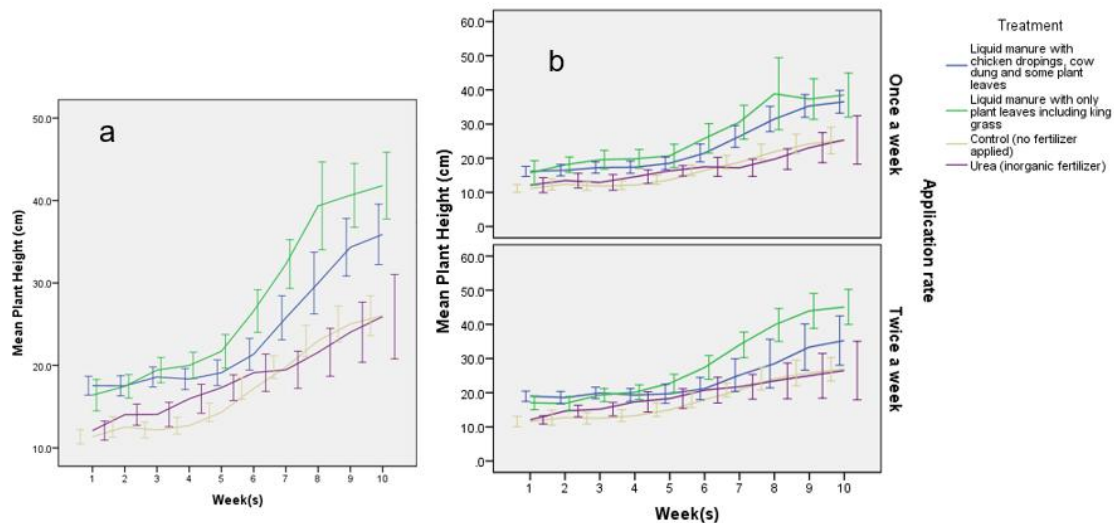 a
Mean Plant Height (cm)
50.0
40.0
30.0
20.0
10.0
1 2 3 4 5 6 7 8 9 10
Week(s)
b
Mean Plant Height (cm)
60.0
50.0
40.0
30.0
20.0
10.0
.0
Once a week
60.0
50.0
40.0
30.0
20.0
10.0
.0
Twice a week
Application rate
1 2 3 4 5 6 7 8 9 10
Week(s)
Treatment
Liquid manure with
chicken dropings, cow
dung and some plant
leaves
Liquid manure with only
plant leaves including king
grass
Control (no fertilizer
applied)
Urea (inorganic fertilizer)